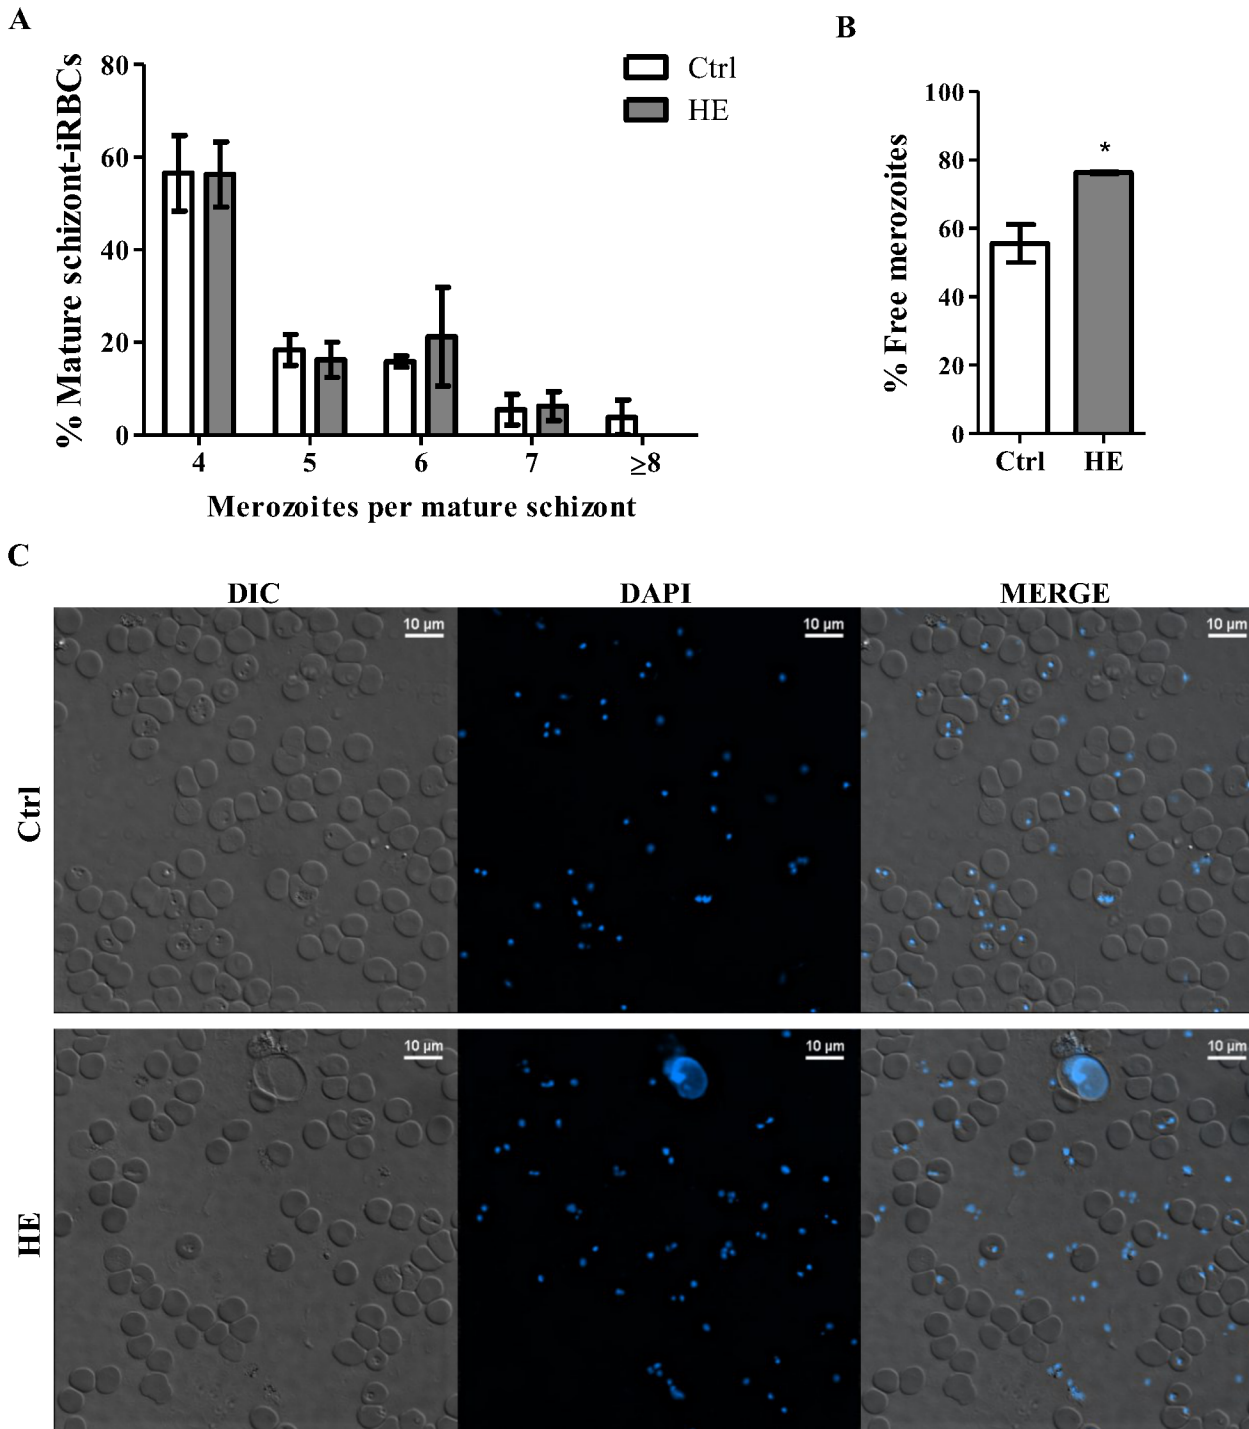 A
% Mature schizont-iRBCs
80
60
40
20
0
Ctrl
HE
4 5 6 7 ≥8
Merozoites per mature schizont
B
% Free merozoites
100
80
60
40
20
0
*
Ctrl HE
C
DIC DAPI MERGE
Ctrl
10 µm 10 µm 10 µm
HE
10 µm 10 µm 10 µm